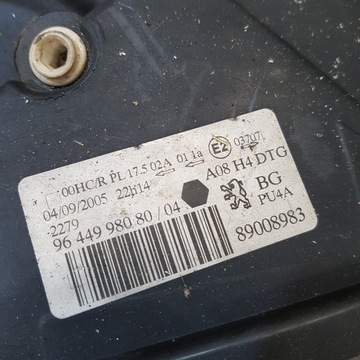 00HC/R PL 17.5 02A 01 1a E2 03707
04/09/2005 22h14 A08 H4 DTG
2279 BG
96 449 980 80 / 04 PU4A
89008983